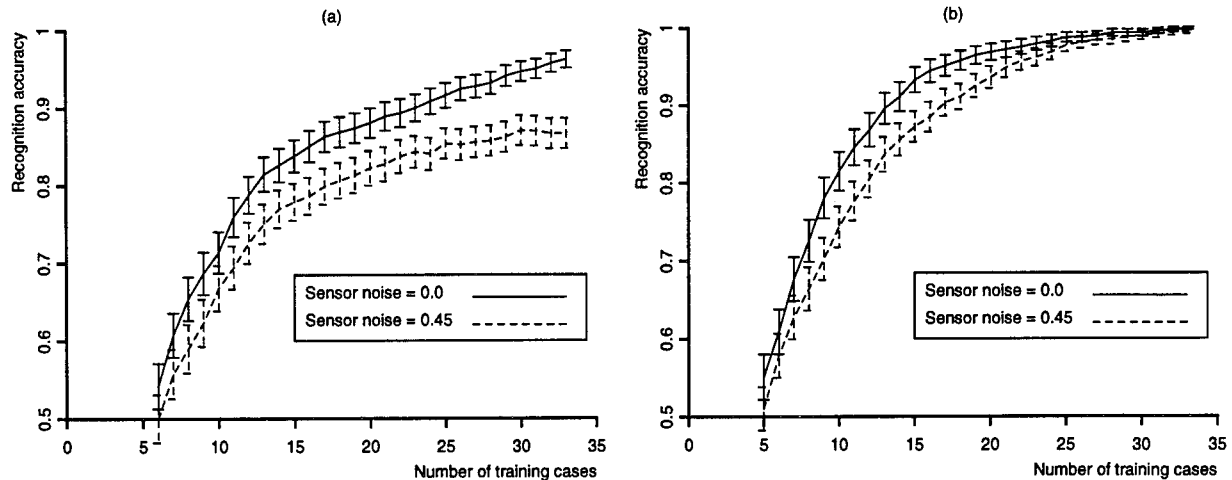 (a)
Recognition accuracy
1
0.9
0.8
0.7
0.6
0.5
Sensor noise = 0.0
Sensor noise = 0.45
0 5 10 15 20 25 30 35
Number of training cases
(b)
Recognition accuracy
1
0.9
0.8
0.7
0.6
0.5
Sensor noise = 0.0
Sensor noise = 0.45
0 5 10 15 20 25 30 35
Number of training cases